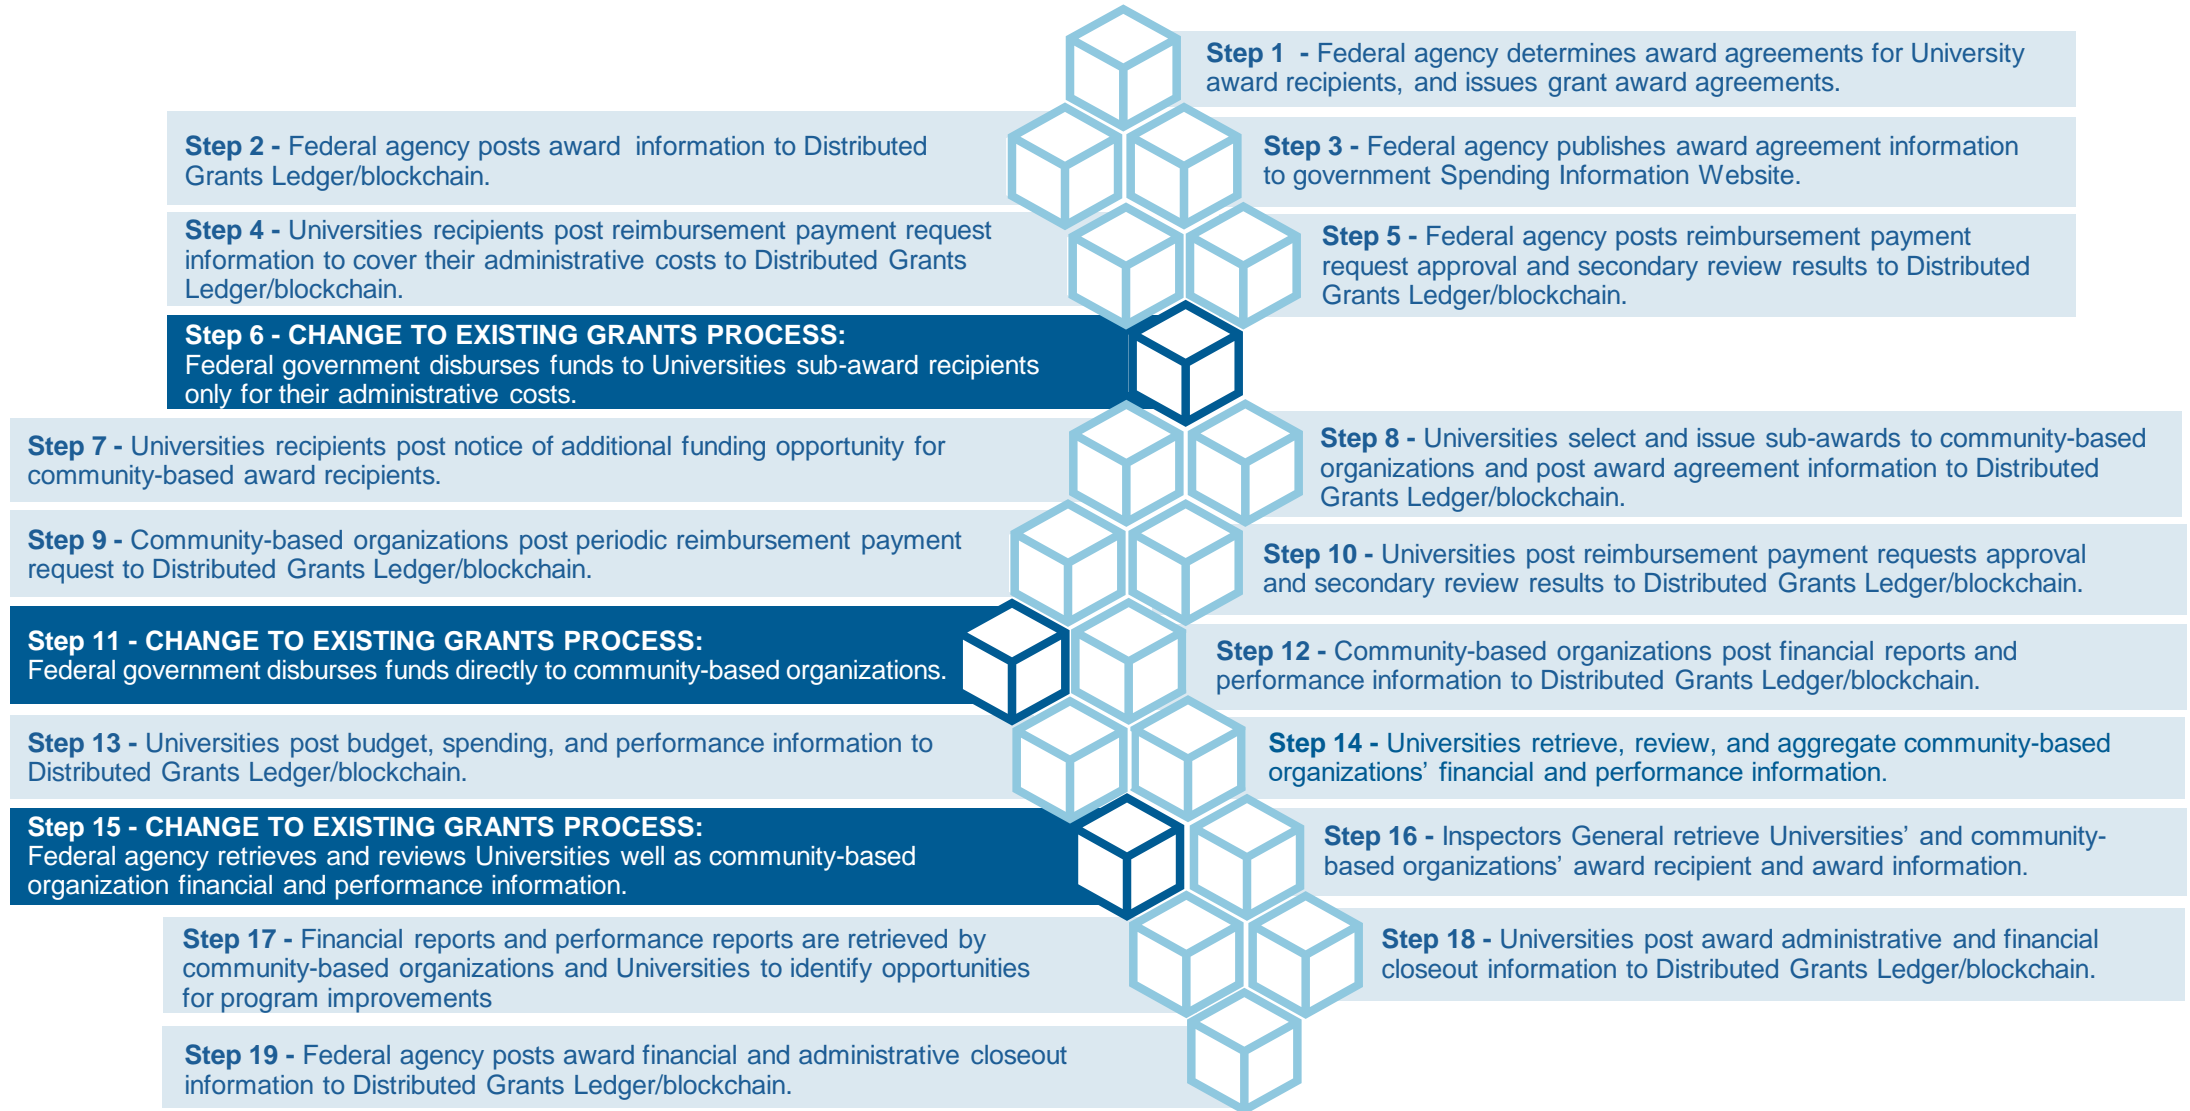 Step 1 - Federal agency determines award agreements for University
award recipients, and issues grant award agreements.
Step 2 - Federal agency posts award information to Distributed
Grants Ledger/blockchain.
Step 3 - Federal agency publishes award agreement information
to government Spending Information Website.
Step 4 - Universities recipients post reimbursement payment request
information to cover their administrative costs to Distributed Grants
Ledger/blockchain.
Step 5 - Federal agency posts reimbursement payment
request approval and secondary review results to Distributed
Grants Ledger/blockchain.
Step 6 - CHANGE TO EXISTING GRANTS PROCESS:
Federal government disburses funds to Universities sub-award recipients
only for their administrative costs.
Step 7 - Universities recipients post notice of additional funding opportunity for
community-based award recipients.
Step 8 - Universities select and issue sub-awards to community-based
organizations and post award agreement information to Distributed
Grants Ledger/blockchain.
Step 9 - Community-based organizations post periodic reimbursement payment
request to Distributed Grants Ledger/blockchain.
Step 10 - Universities post reimbursement payment requests approval
and secondary review results to Distributed Grants Ledger/blockchain.
Step 11 - CHANGE TO EXISTING GRANTS PROCESS:
Federal government disburses funds directly to community-based organizations.
Step 12 - Community-based organizations post financial reports and
performance information to Distributed Grants Ledger/blockchain.
Step 13 - Universities post budget, spending, and performance information to
Distributed Grants Ledger/blockchain.
Step 14 - Universities retrieve, review, and aggregate community-based
organizations' financial and performance information.
Step 15 - CHANGE TO EXISTING GRANTS PROCESS:
Federal agency retrieves and reviews Universities well as community-based
organization financial and performance information.
Step 16 - Inspectors General retrieve Universities' and community-
based organizations' award recipient and award information.
Step 17 - Financial reports and performance reports are retrieved by
community-based organizations and Universities to identify opportunities
for program improvements
Step 18 - Universities post award administrative and financial
closeout information to Distributed Grants Ledger/blockchain.
Step 19 - Federal agency posts award financial and administrative closeout
information to Distributed Grants Ledger/blockchain.